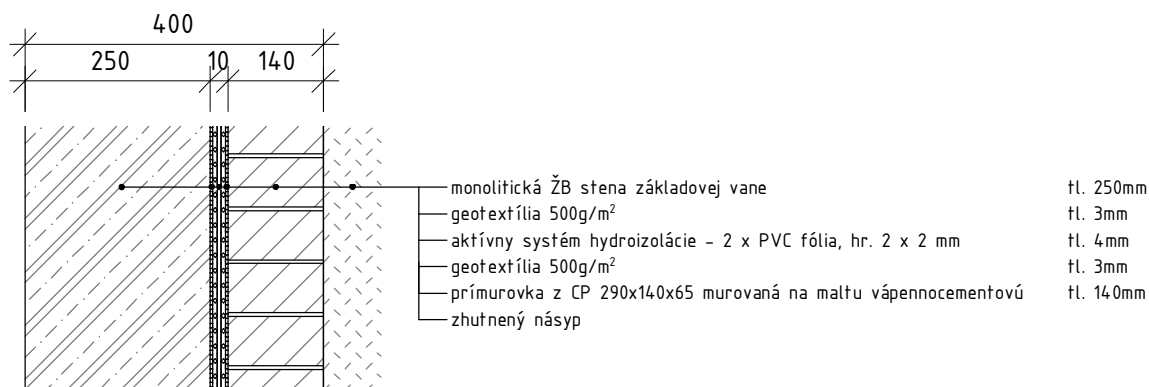 400
250 10 140
monolitická ŽB stena základovej vane tl. 250mm
geotextília 500g/m² tl. 3mm
aktívny systém hydroizolácie - 2 x PVC fólia, hr. 2 x 2 mm tl. 4mm
geotextília 500g/m² tl. 3mm
prímurovka z CP 290x140x65 murovaná na maltu vápennocementovú tl. 140mm
zhutnený násyp